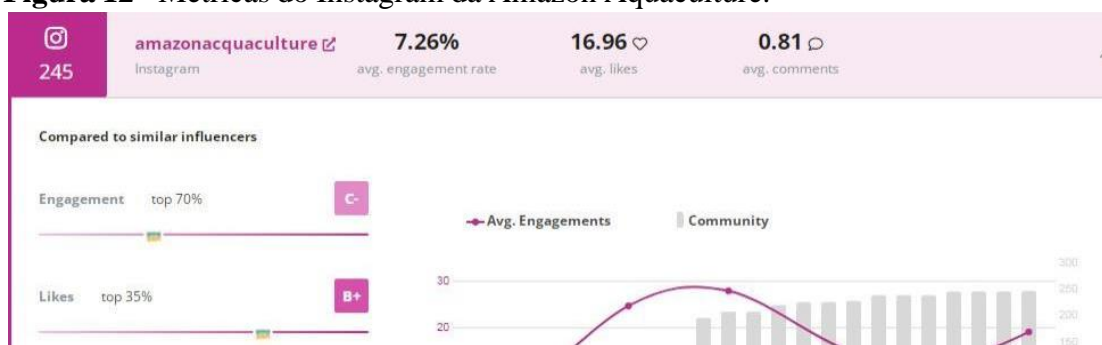 Figura 12 - Métricas do Instagram da Amazon Aquaculture.
amazonacquaculture
7.26%
16.96
0.81
245
Instagram
avg. engagement rate
avg. likes
avg. comments
Compared to similar influencers
Engagement top 70%
C-
Avg. Engagements
Community
300
Likes top 35%
B+
30
250
200
20
150